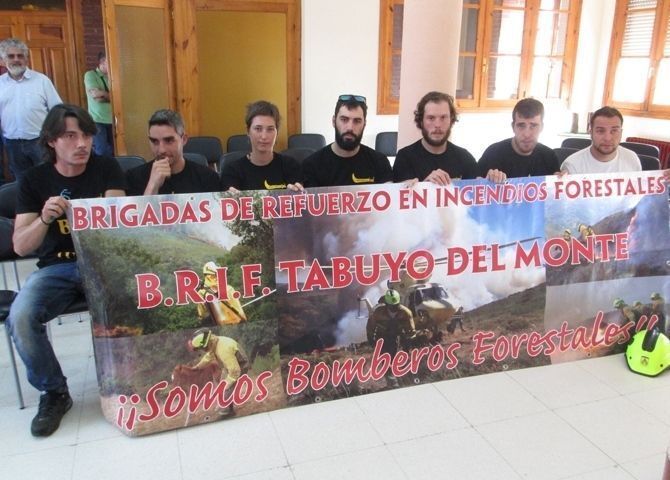 BRIGADAS DE REFUERZO EN INCENDIOS FORESTALES
B.R.I.F. TABUYO DEL MONTE
¡¡Somos Bomberos Forestales!!